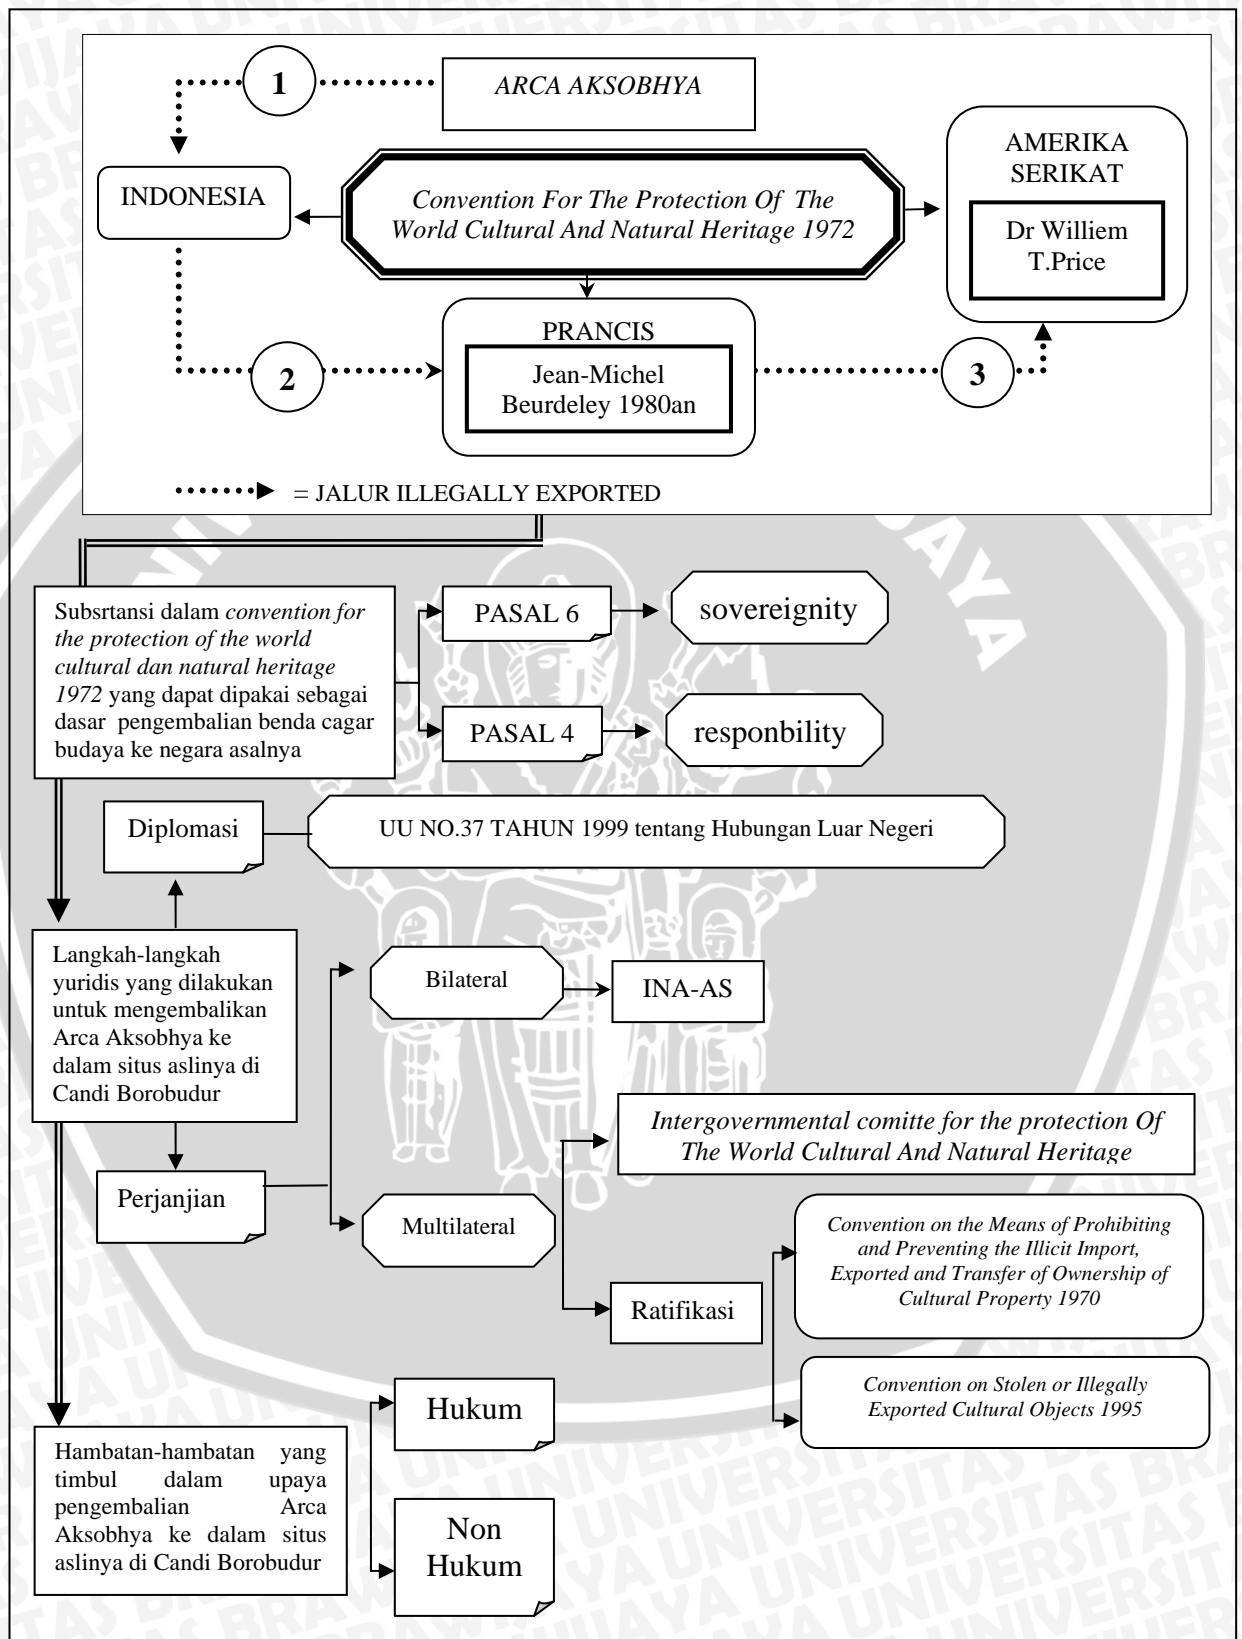 1
ARCA AKSOBHYA
AMERIKA
SERIKAT
Dr Williem
T.Price
INDONESIA
Convention For The Protection Of The
World Cultural And Natural Heritage 1972
PRANCIS
Jean-Michel
Beurdeley 1980an
2
3
= JALUR ILLEGALLY EXPORTED
Subsrtansi dalam convention for
the protection of the world
cultural dan natural heritage
1972 yang dapat dipakai sebagai
dasar pengembalian benda cagar
budaya ke negara asalnya
PASAL 6
sovereignity
PASAL 4
responbility
Diplomasi
UU NO.37 TAHUN 1999 tentang Hubungan Luar Negeri
Langkah-langkah
yuridis yang dilakukan
untuk mengembalikan
Arca Aksobhya ke
dalam situs aslinya di
Candi Borobudur
Bilateral
INA-AS
Perjanjian
Multilateral
Intergovernmental comitte for the protection Of
The World Cultural And Natural Heritage
Ratifikasi
Convention on the Means of Prohibiting
and Preventing the Illicit Import,
Exported and Transfer of Ownership of
Cultural Property 1970
Convention on Stolen or Illegally
Exported Cultural Objects 1995
Hambatan-hambatan yang
timbul dalam upaya
pengembalian Arca
Aksobhya ke dalam situs
aslinya di Candi Borobudur
Hukum
Non
Hukum